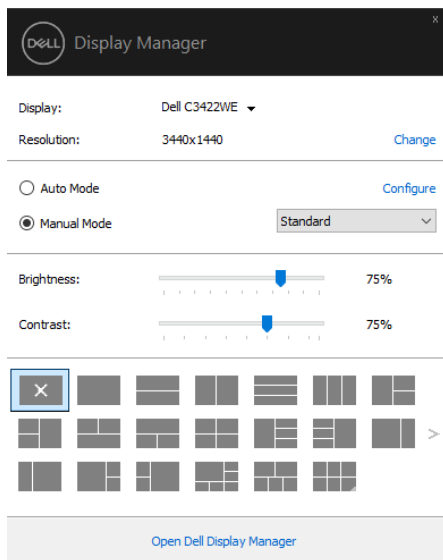 x
DELL Display Manager
Display: Dell C3422WE
Resolution: 3440x1440 Change
Auto Mode Configure
Manual Mode Standard
Brightness: 75%
Contrast: 75%
Open Dell Display Manager